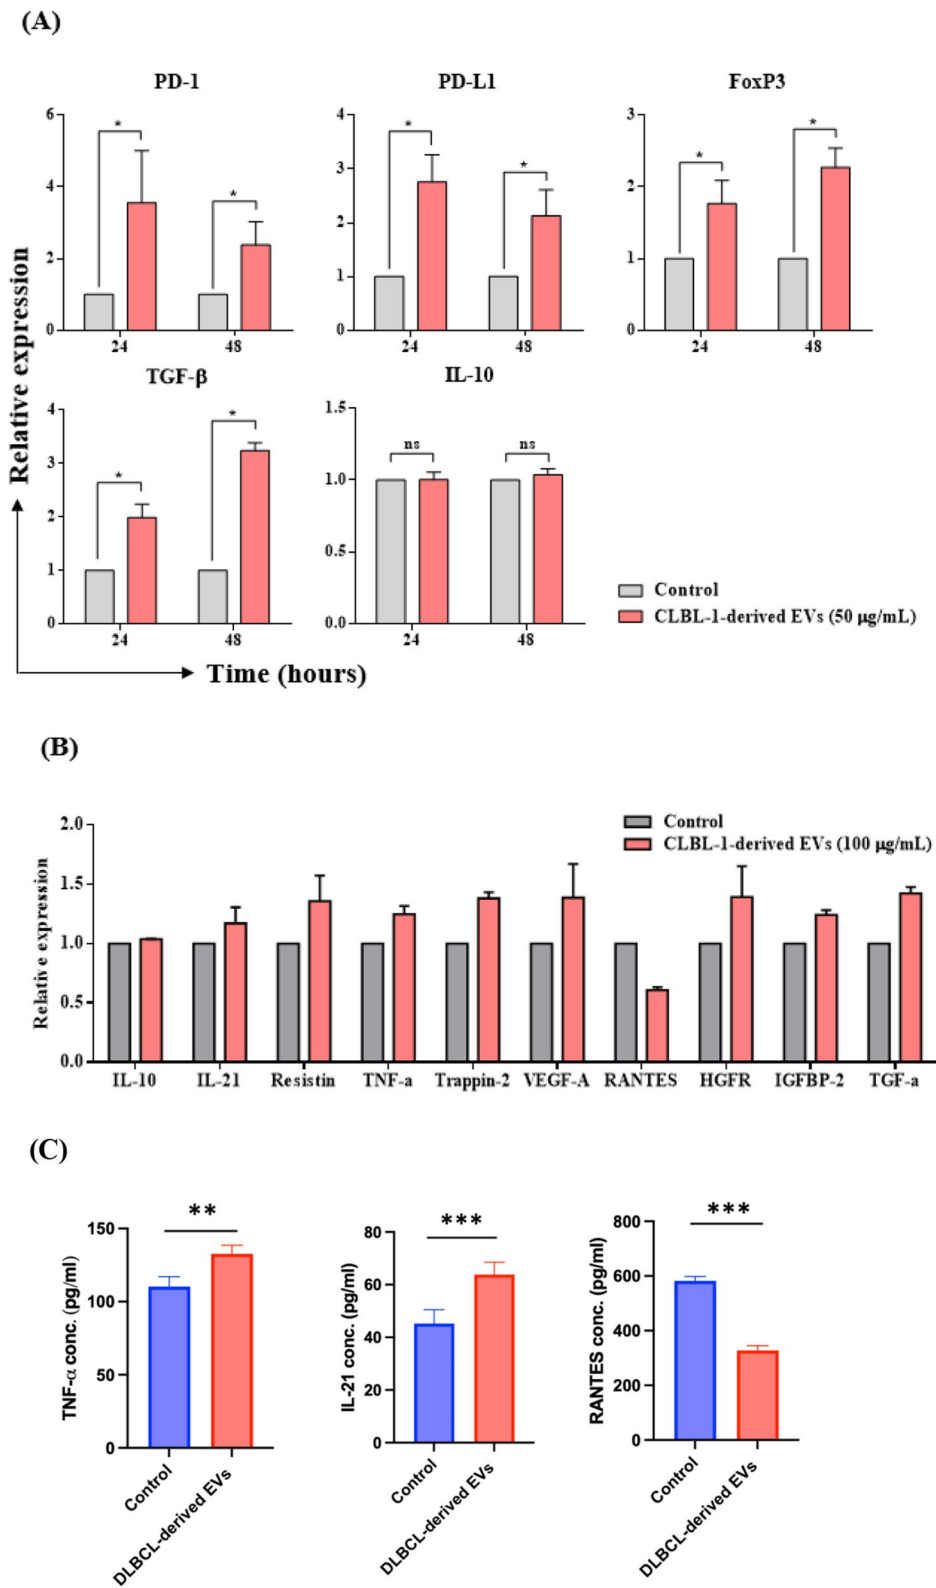 (A)
PD-1
PD-L1
FoxP3
6
4
2
0
*
*
24
48
4
3
2
1
0
*
*
24
48
3
2
1
0
*
*
24
48
Relative expression
TGF-β
IL-10
4
3
2
1
0
*
*
24
48
1.5
1.0
0.5
0.0
ns
ns
24
48
Control
CLBL-1-derived EVs (50 μg/mL)
Time (hours)
(B)
Relative expression
2.0
1.5
1.0
0.5
0.0
Control
CLBL-1-derived EVs (100 μg/mL)
IL-10 IL-21 Resistin TNF-a Trappin-2 VEGF-A RANTES HGFR IGFBP-2 TGF-a
(C)
TNF-α conc. (pg/ml)
150
100
50
0
**
Control
DLBCL-derived EVs
IL-21 conc. (pg/ml)
80
60
40
20
0
***
Control
DLBCL-derived EVs
RANTES conc. (pg/ml)
800
600
400
200
0
***
Control
DLBCL-derived EVs